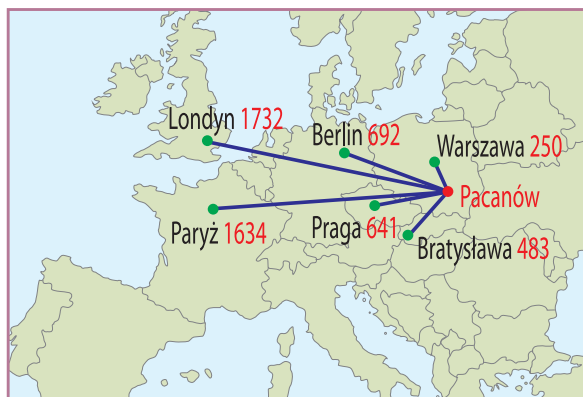 Londyn 1732
Berlin 692
Warszawa 250
Pacanów
Paryż 1634
Praga 641
Bratysława 483